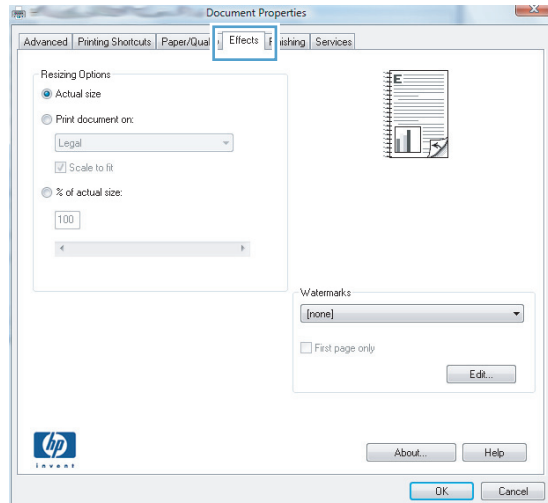 Document Properties
Advanced Printing Shortcuts Paper/Qual Effects F ishing Services
Resizing Options
Actual size
Print document on:
Legal
Scale to fit
% of actual size:
100
E
Watermarks
[none]
First page only
Edit...
hp
invent
About... Help
OK Cancel